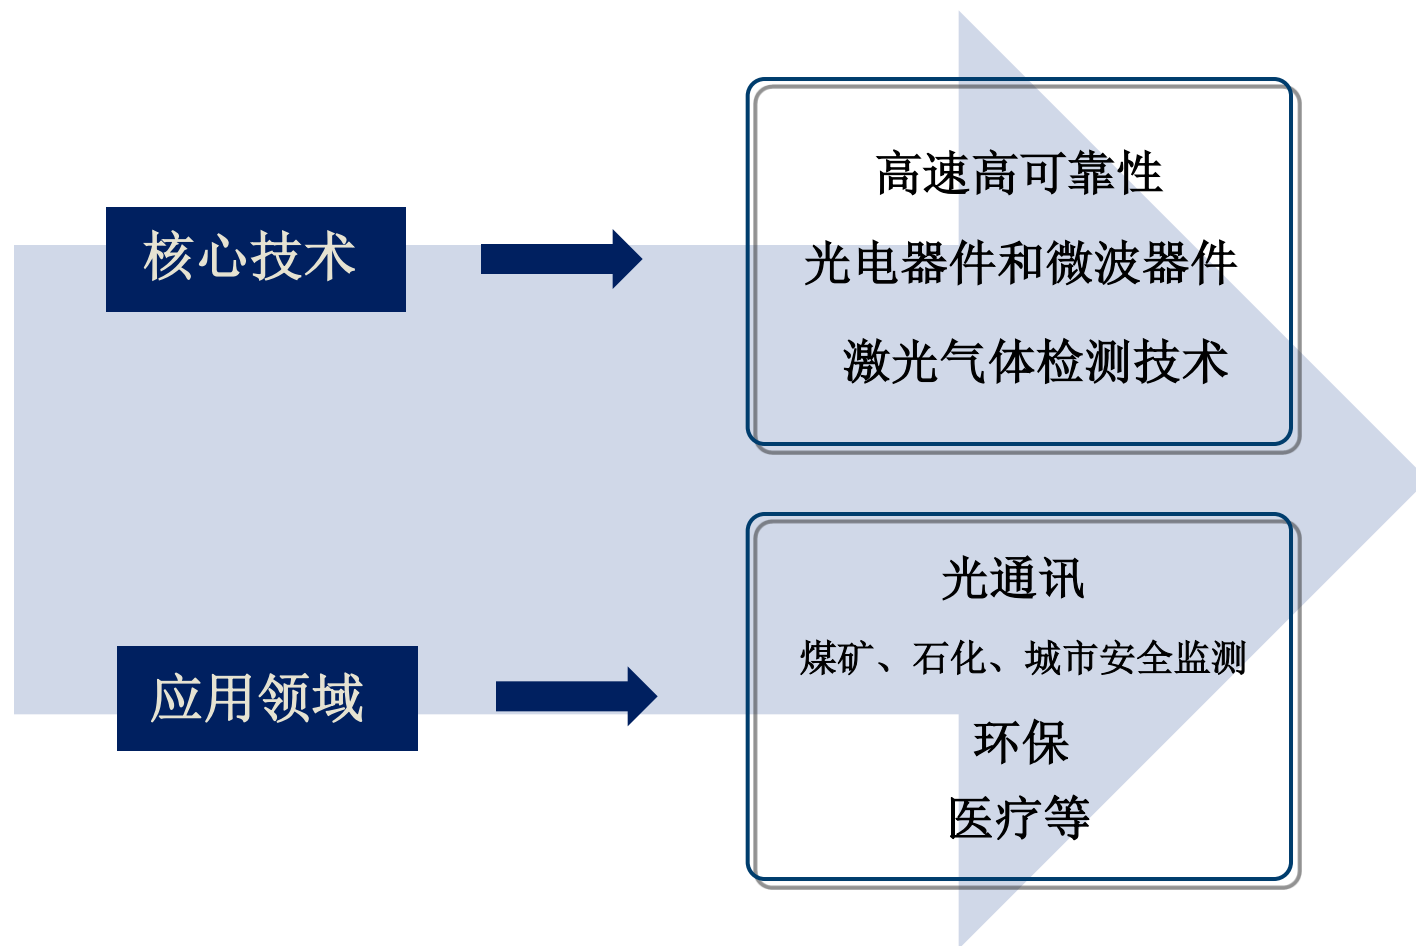 核心技术
高速高可靠性
光电器件和微波器件
激光气体检测技术
应用领域
光通讯
煤矿、石化、城市安全监测
环保
医疗等